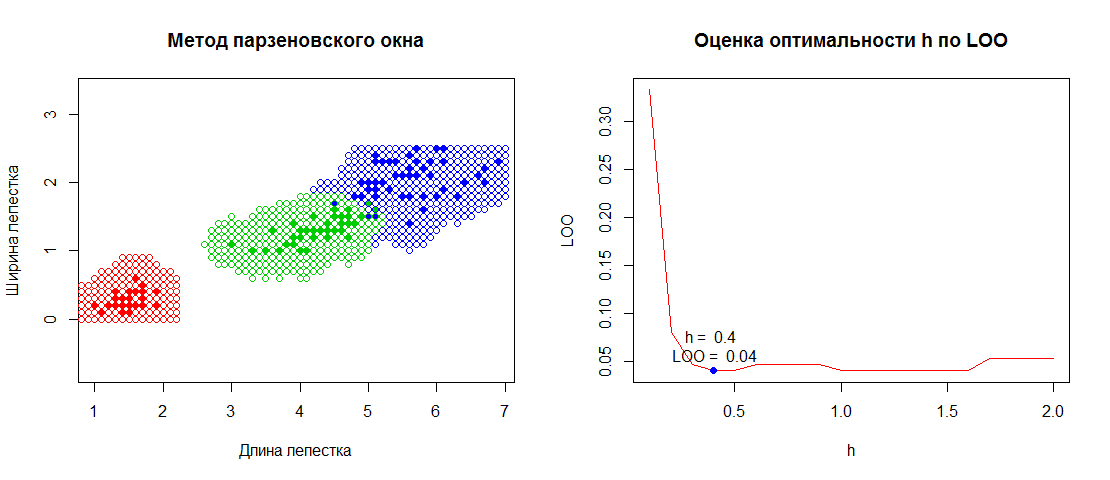 Метод парзеновского окна
Ширина лепестка
3
2
1
0
1 2 3 4 5 6 7
Длина лепестка
Оценка оптимальности h по LOO
LOO
0.30
0.25
0.20
0.15
0.10
0.05
h = 0.4
LOO = 0.04
0.5 1.0 1.5 2.0
h